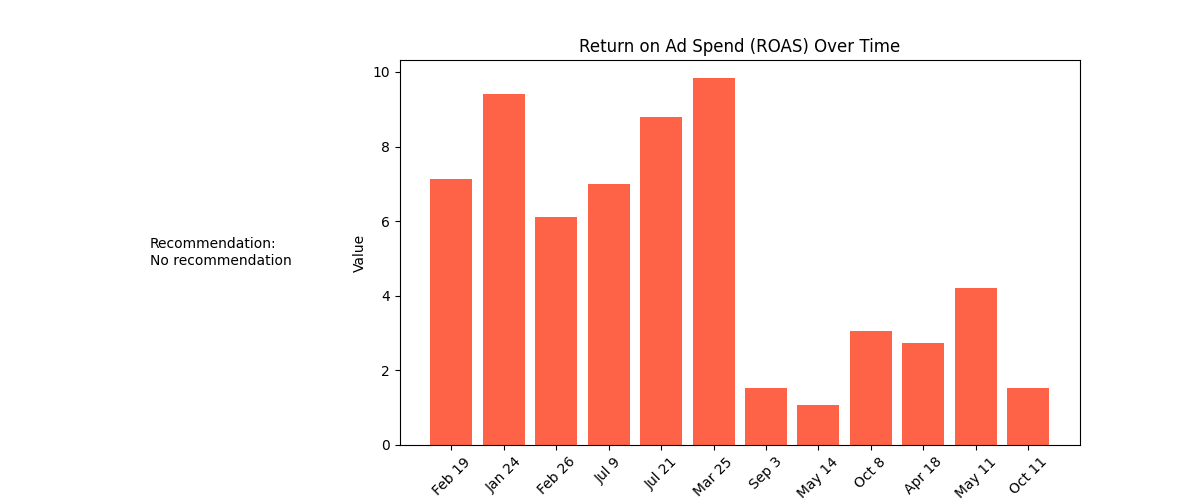 Return on Ad Spend (ROAS) Over Time
Recommendation:
No recommendation
Value
10
8
6
4
2
0
Feb 19
Jan 24
Feb 26
Jul 9
Jul 21
Mar 25
Sep 3
May 14
Oct 8
Apr 18
May 11
Oct 11